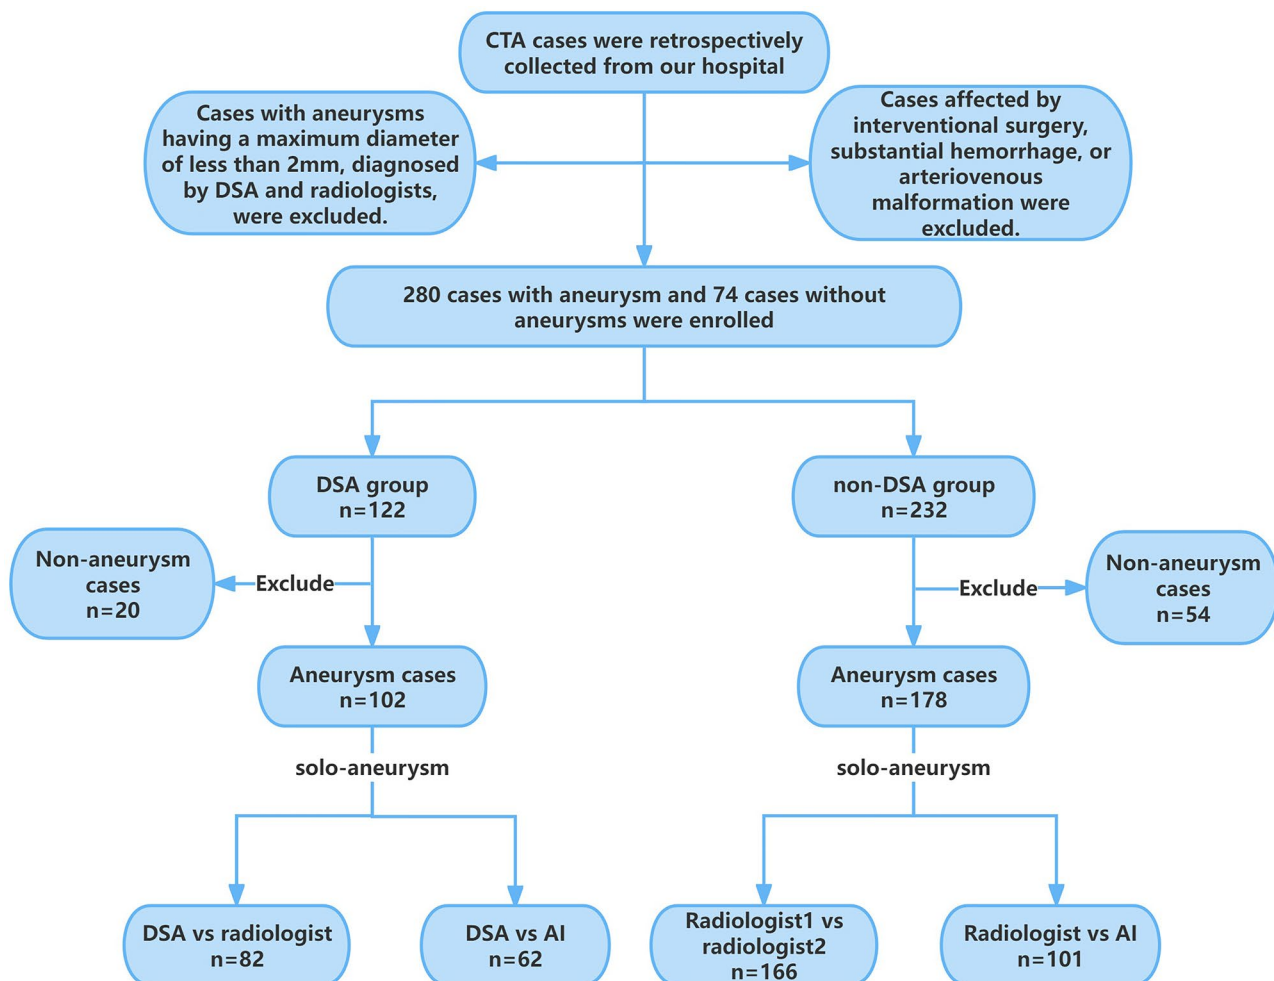 CTA cases were retrospectively
collected from our hospital
Cases with aneurysms
having a maximum diameter
of less than 2mm, diagnosed
by DSA and radiologists,
were excluded.
Cases affected by
interventional surgery,
substantial hemorrhage, or
arteriovenous
malformation were
excluded.
280 cases with aneurysm and 74 cases without
aneurysms were enrolled
DSA group
n=122
non-DSA group
n=232
Non-aneurysm
cases
n=20
Exclude
Exclude
Non-aneurysm
cases
n=54
Aneurysm cases
n=102
Aneurysm cases
n=178
solo-aneurysm
solo-aneurysm
DSA vs radiologist
n=82
DSA vs AI
n=62
Radiologist1 vs
radiologist2
n=166
Radiologist vs AI
n=101